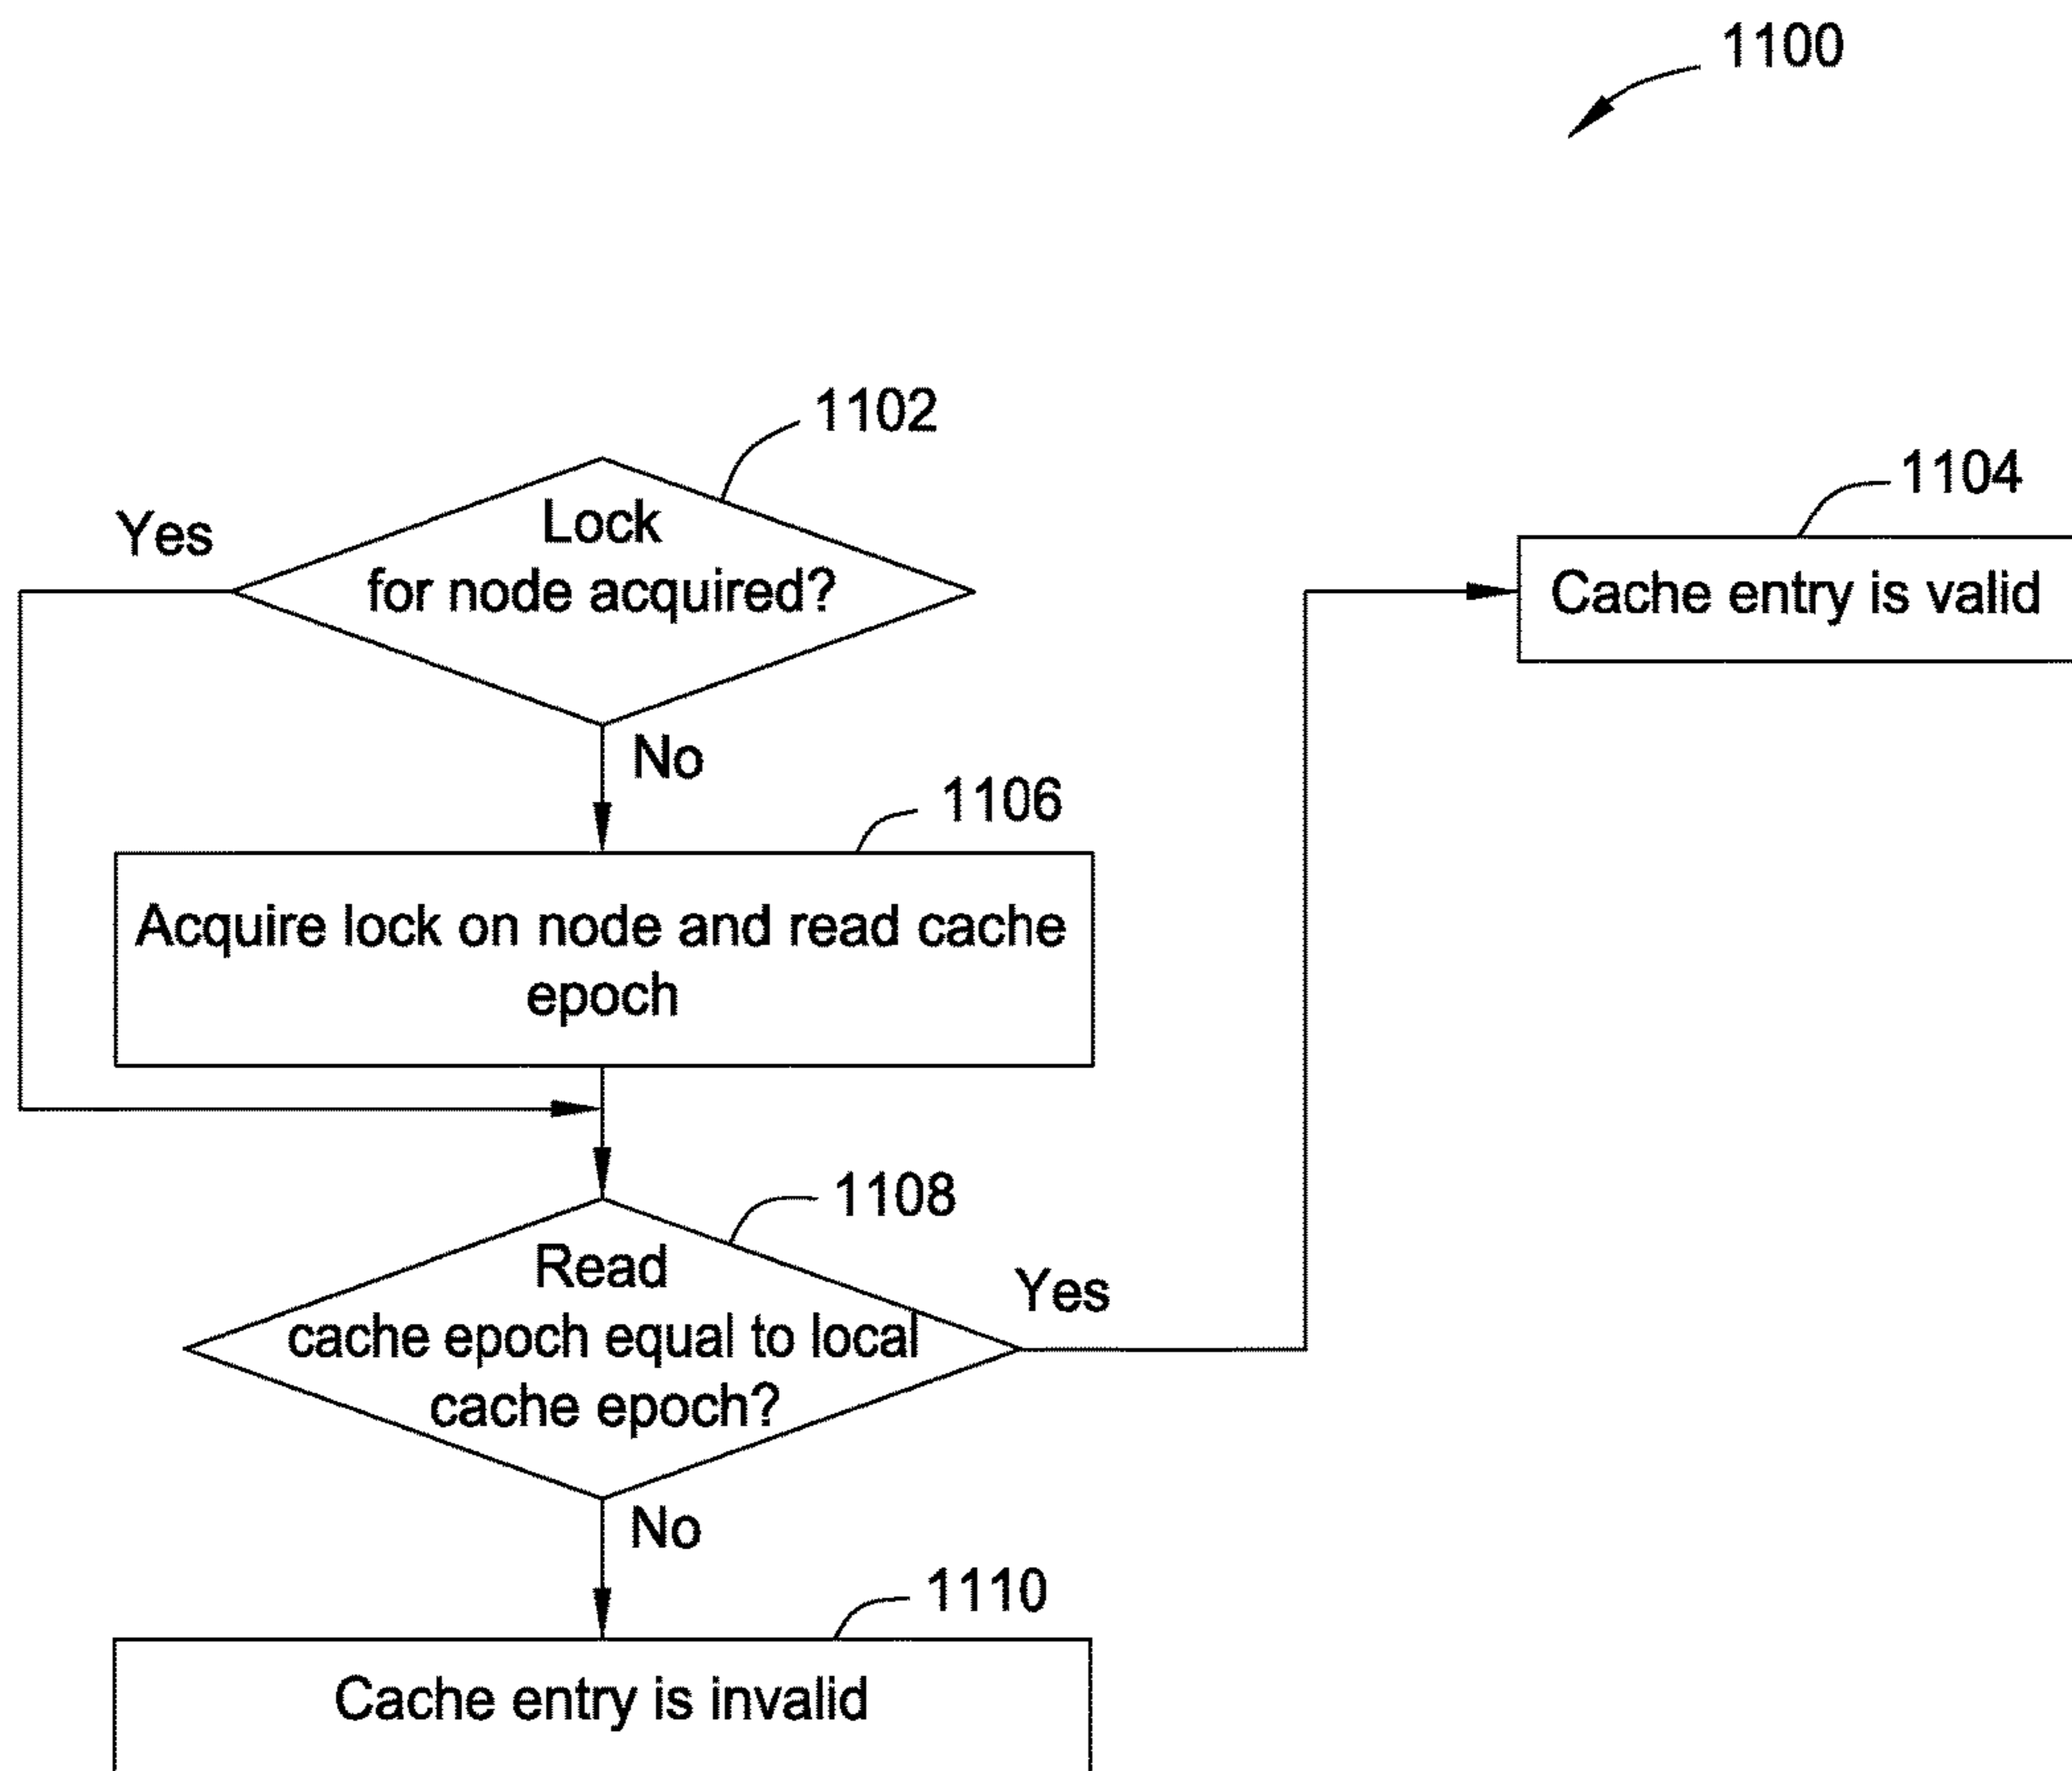 1100
1102
Yes
Lock
for node acquired?
1104
Cache entry is valid
No
1106
Acquire lock on node and read cache
epoch
1108
Read
cache epoch equal to local
cache epoch?
Yes
No
1110
Cache entry is invalid